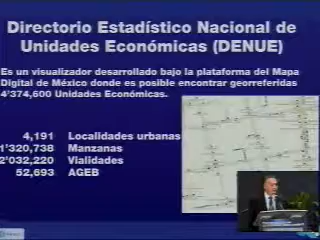 Directorio Estadístico Nacional de
Unidades Económicas (DENUE)
Es un visualizador desarrollado bajo la plataforma del Mapa
Digital de México donde es posible encontrar georreferidas
4'374,600 Unidades Económicas.
4,191 Localidades urbanas
1'320,738 Manzanas
2'032,220 Vialidades
52,693 AGEB